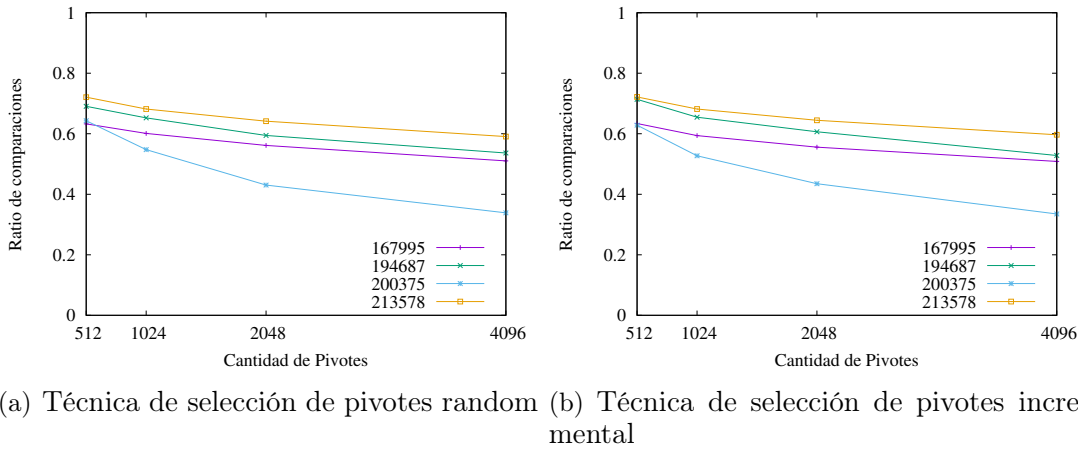 1
0.8
0.6
0.4
0.2
0
Ratio de comparaciones
512 1024 2048 4096
Cantidad de Pivotes
167995
194687
200375
213578
1
0.8
0.6
0.4
0.2
0
Ratio de comparaciones
512 1024 2048 4096
Cantidad de Pivotes
167995
194687
200375
213578
a) Técnica de selección de pivotes random
(b) Técnica de selección de pivotes incre
mental